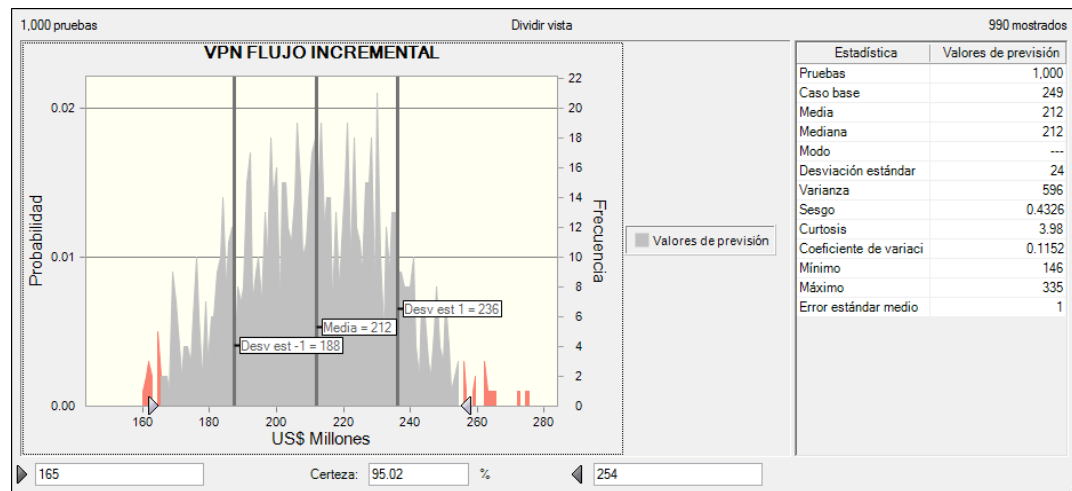 1,000 pruebas Dividir vista 990 mostrados
VPN FLUJO INCREMENTAL
Probabilidad
0.02
0.01
0.00
22
20
18
16
14
12
10
8
6
4
2
0
Frecuencia
Desv est 1 = 236
Media = 212
Desv est -1 = 188
160 180 200 220 240 260 280
US$ Millones
Valores de previsión
Estadística Valores de previsión
Pruebas 1,000
Caso base 249
Media 212
Mediana 212
Modo ---
Desviación estándar 24
Varianza 596
Sesgo 0.4326
Curtosis 3.98
Coeficiente de variaci 0.1152
Mínimo 146
Máximo 335
Error estándar medio 1
165 Certeza: 95.02 % 254